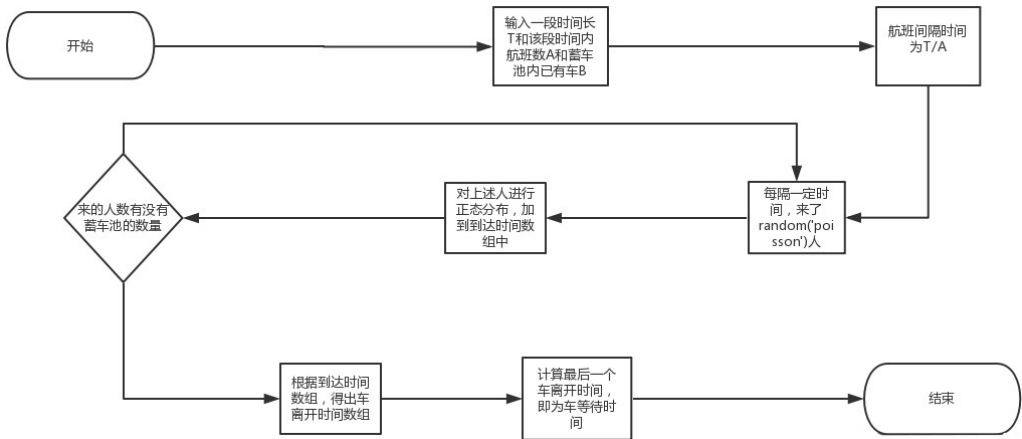 开始
输入一段时间长
T和该段时间内
航班数A和蓄车
池内已有车B
航班间隔时间
为T/A
来的人数有没有
蓄车池的数量
对上述人进行
正态分布，加
到到达时间数
组中
每隔一定时
间，来了
random('poi
sson')人
根据到达时间
数组，得出车
离开时间数组
计算最后一个
车离开时间，
即为车等待时
间
结束